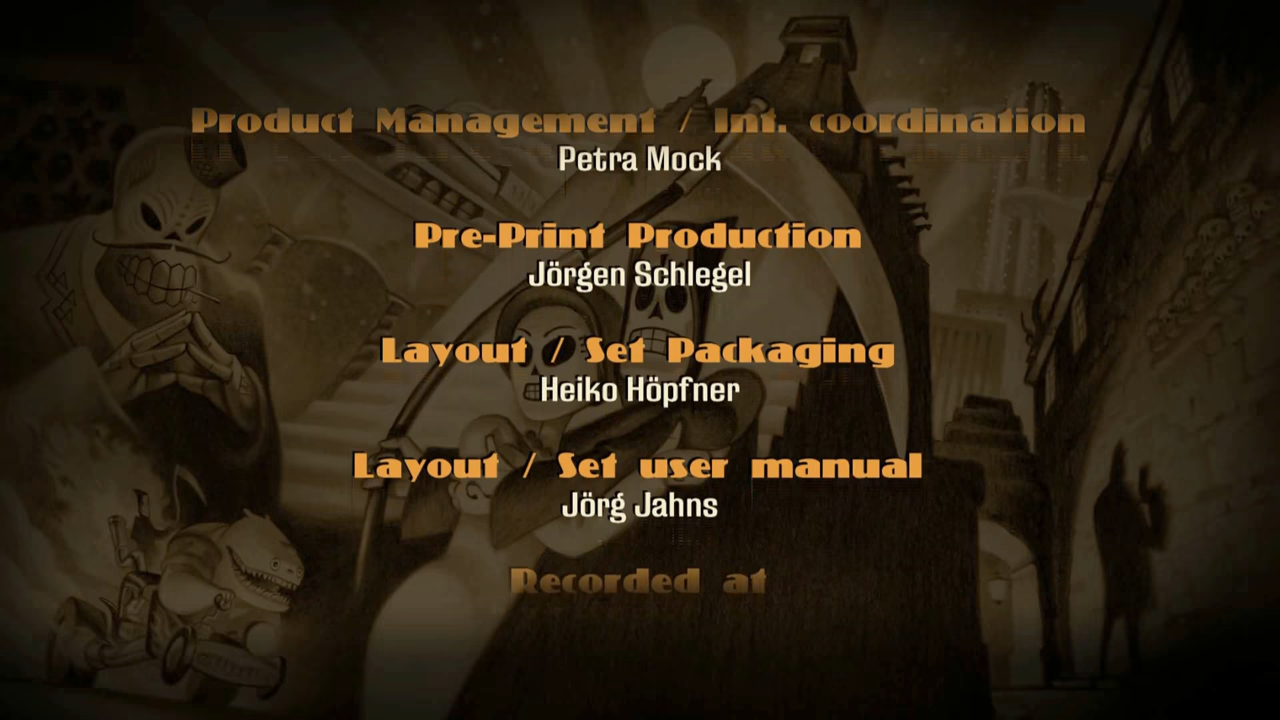 Product Management / Int. coordination
Petra Mock
Pre-Print Production
Jörgen Schlegel
Layout / Set Packaging
Heiko Höpfner
Layout / Set user manual
Jörg Jahns
Recorded at